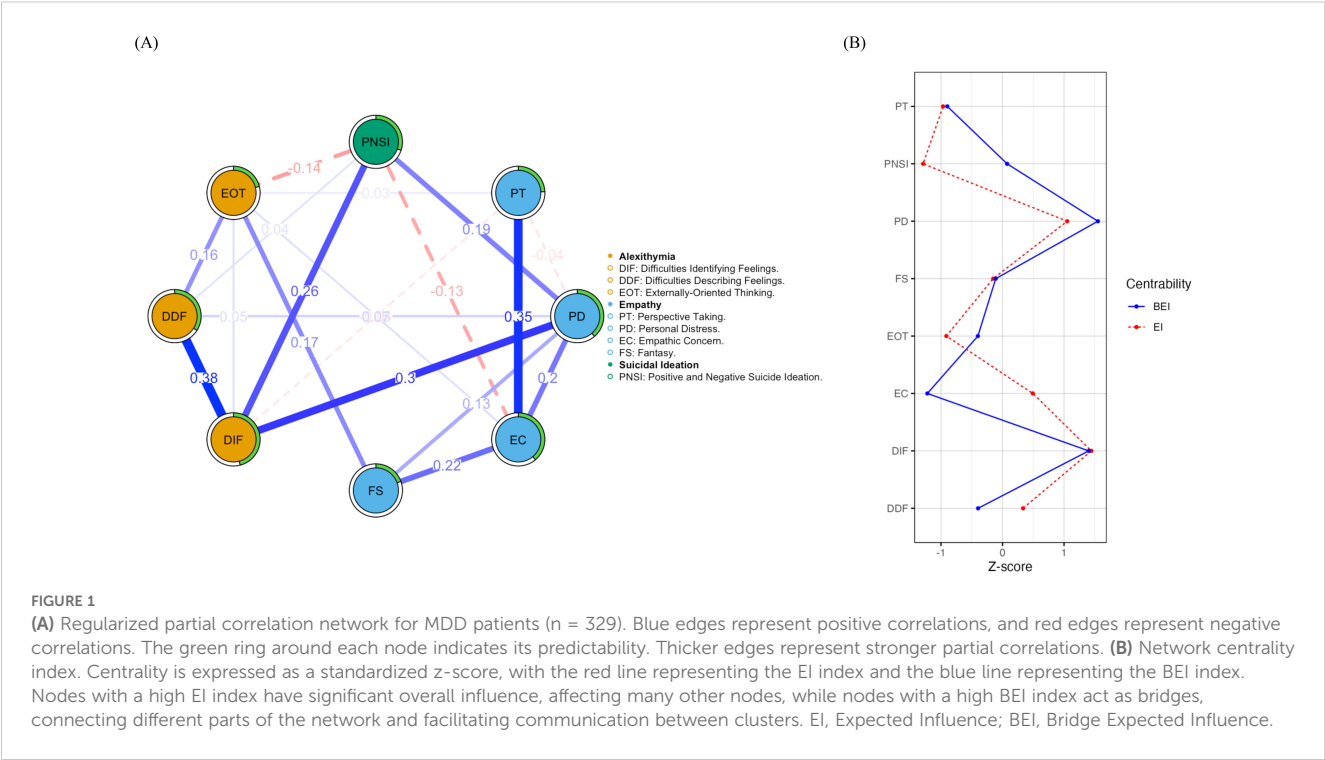 (A)
(B)
PNSI
EOT
PT
DDF
PD
DIF
EC
FS
-0.14
0.03
0.04
0.19
-0.04
0.16
0.26
-0.13
0.05
0.35
0.17
0.38
0.3
0.2
0.13
0.22
Alexithymia
DIF: Difficulties Identifying Feelings.
DDF: Difficulties Describing Feelings.
EOT: Externally-Oriented Thinking.
Empathy
PT: Perspective Taking.
PD: Personal Distress.
EC: Empathic Concern.
FS: Fantasy.
Suicidal Ideation
PNSI: Positive and Negative Suicide Ideation.
PT
PNSI
PD
FS
EOT
EC
DIF
DDF
-1
0
1
Z-score
Centrability
BEI
EI
FIGURE 1
(A) Regularized partial correlation network for MDD patients (n = 329). Blue edges represent positive correlations, and red edges represent negative
correlations. The green ring around each node indicates its predictability. Thicker edges represent stronger partial correlations. (B) Network centrality
index. Centrality is expressed as a standardized z-score, with the red line representing the EI index and the blue line representing the BEI index.
Nodes with a high EI index have significant overall influence, affecting many other nodes, while nodes with a high BEI index act as bridges,
connecting different parts of the network and facilitating communication between clusters. EI, Expected Influence; BEI, Bridge Expected Influence.